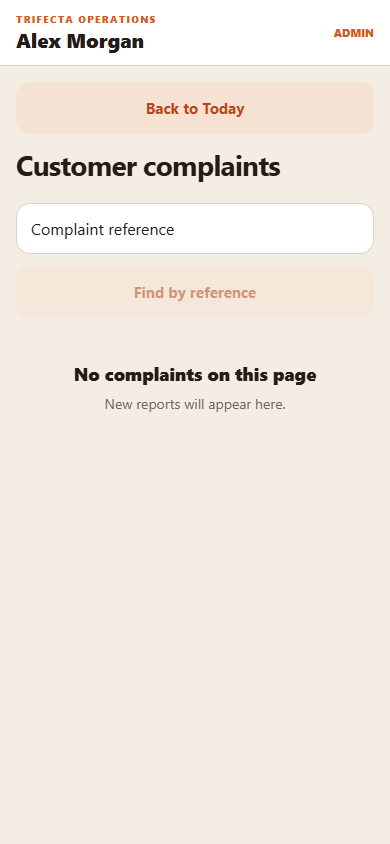 TRIFECTA OPERATIONS
Alex Morgan
ADMIN
Back to Today
Customer complaints
Complaint reference
Find by reference
No complaints on this page
New reports will appear here.